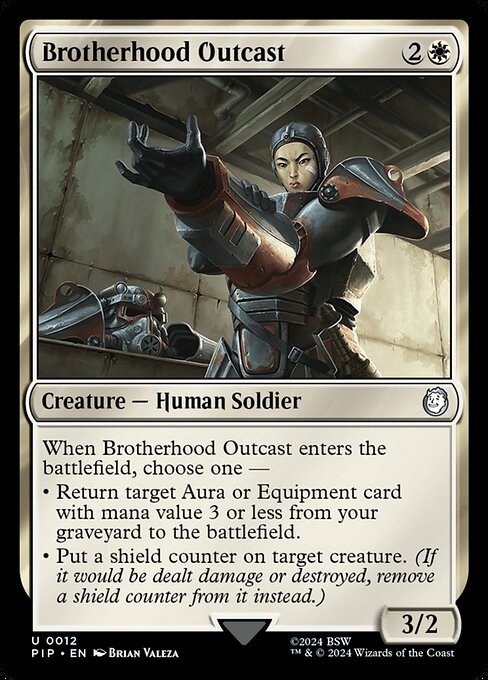 Brotherhood Outcast 2
Creature — Human Soldier
When Brotherhood Outcast enters the
battlefield, choose one —
• Return target Aura or Equipment card
with mana value 3 or less from your
graveyard to the battlefield.
• Put a shield counter on target creature. (If
it would be dealt damage or destroyed, remove
a shield counter from it instead.)
3/2
U 0012
PIP • EN Brian Valeza
©2024 BSW
™ & © 2024 Wizards of the Coast